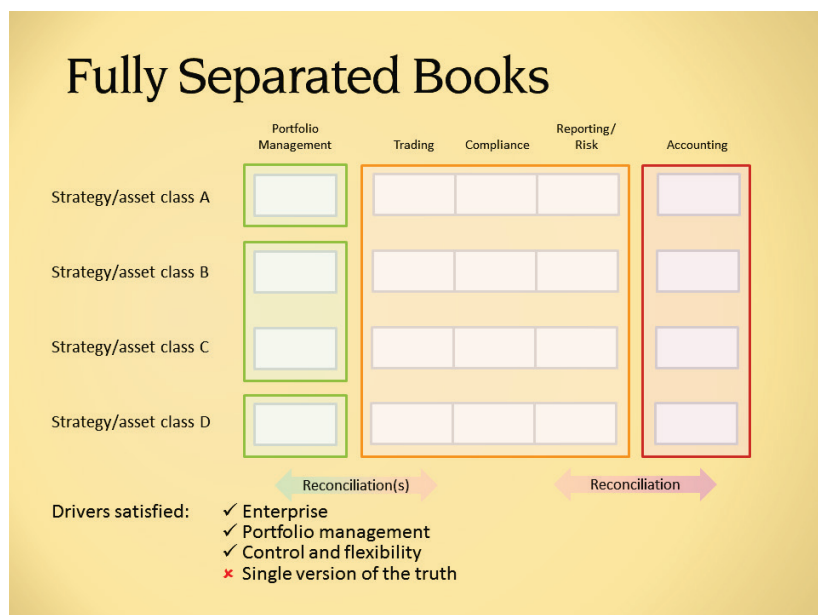 Fully Separated Books
Portfolio
Management
Trading
Compliance
Reporting/
Risk
Accounting
Strategy/asset class A
Strategy/asset class B
Strategy/asset class C
Strategy/asset class D
Reconciliation(s)
Reconciliation
Drivers satisfied:
✓ Enterprise
✓ Portfolio management
✓ Control and flexibility
✘ Single version of the truth